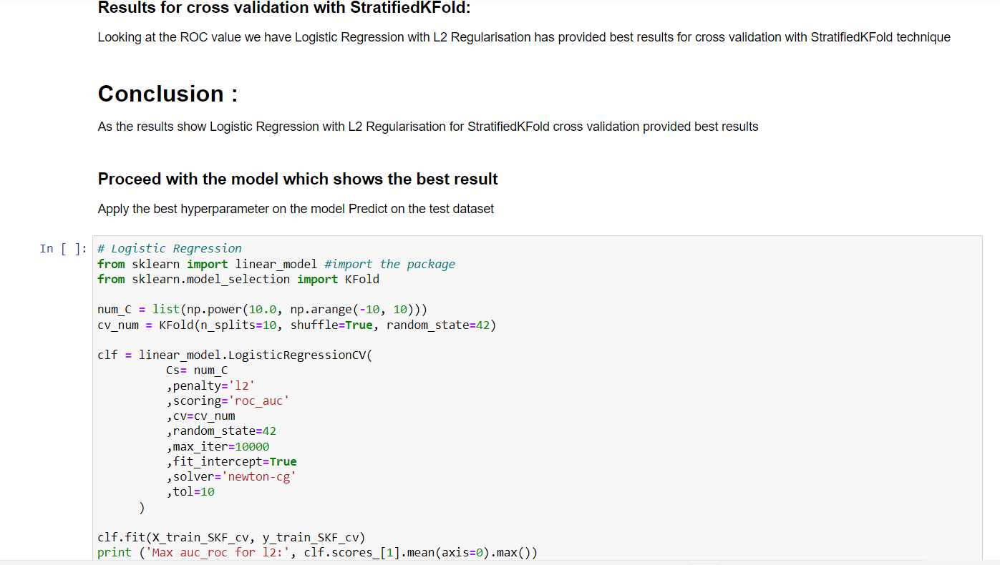 Results for cross validation with StratifiedKFold:
Looking at the ROC value we have Logistic Regression with L2 Regularisation has provided best results for cross validation with StratifiedKFold technique
Conclusion :
As the results show Logistic Regression with L2 Regularisation for StratifiedKFold cross validation provided best results
Proceed with the model which shows the best result
Apply the best hyperparameter on the model Predict on the test dataset
In [ ]: # Logistic Regression
from sklearn import linear_model #import the package
from sklearn.model_selection import KFold
num_C = list(np.power(10.0, np.arange(-10, 10)))
cv_num = KFold(n_splits=10, shuffle=True, random_state=42)
clf = linear_model.LogisticRegressionCV(
Cs= num_C
,penalty='l2'
,scoring='roc_auc'
,cv=cv_num
,random_state=42
,max_iter=10000
,fit_intercept=True
,solver='newton-cg'
,tol=10
)
clf.fit(X_train_SKF_cv, y_train_SKF_cv)
print ('Max auc_roc for l2:', clf.scores_[1].mean(axis=0).max())